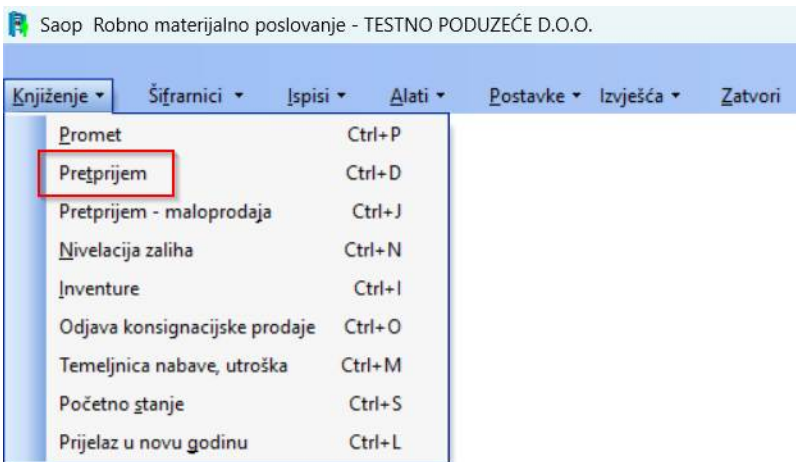 Saop Robno materijalno poslovanje - TESTNO PODUZEĆE D.O.O.
Knjiženje Šifrarnici Ispisi Alati Postavke Izvješća Zatvori
Promet Ctrl+P
Pretprijem Ctrl+D
Pretprijem - maloprodaja Ctrl+J
Nivelacija zaliha Ctrl+N
Inventure Ctrl+I
Odjava konsignacijske prodaje Ctrl+O
Temeljnica nabave, utroška Ctrl+M
Početno stanje Ctrl+S
Prijelaz u novu godinu Ctrl+L